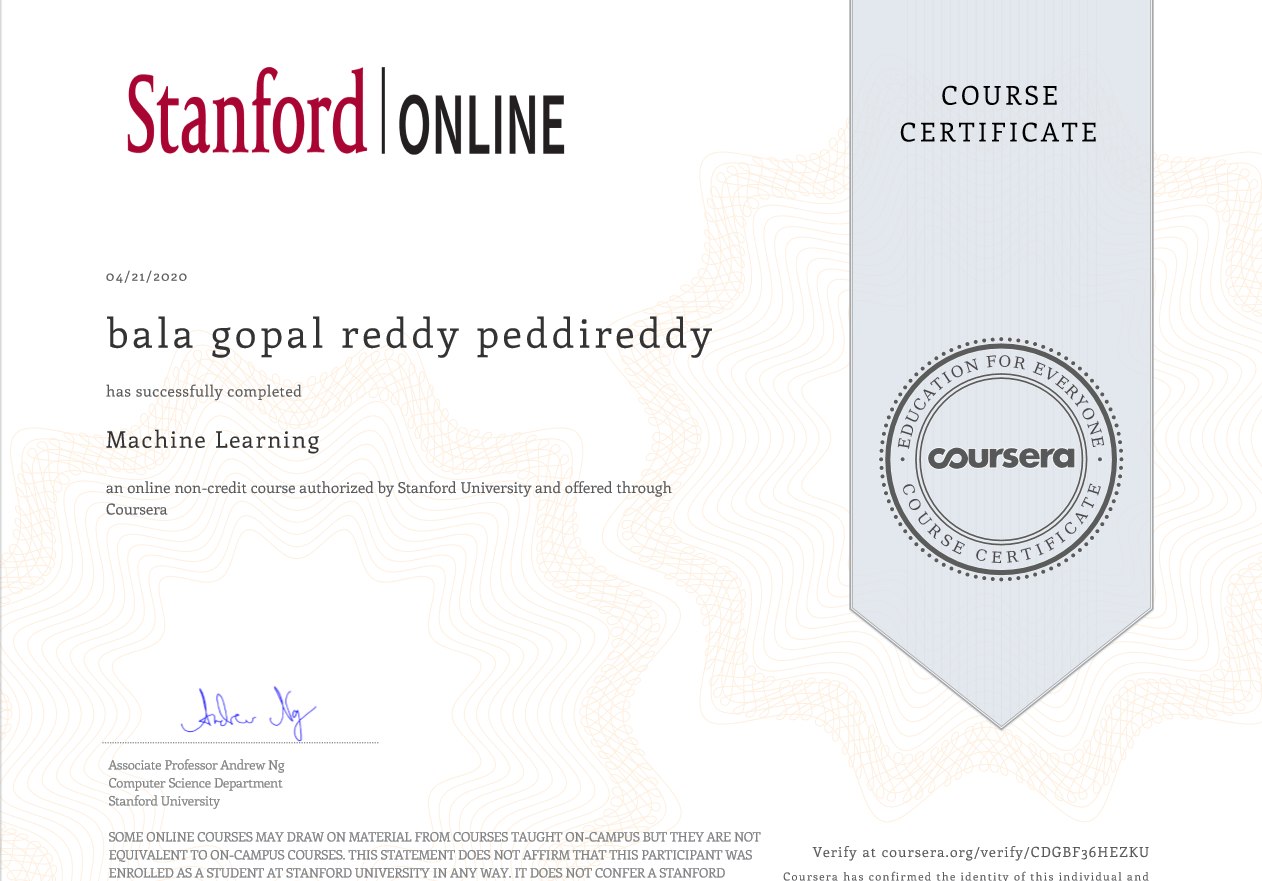 Stanford | ONLINE
COURSE
CERTIFICATE
04/21/2020
bala gopal reddy peddireddy
has successfully completed
Machine Learning
an online non-credit course authorized by Stanford University and offered through
Coursera
EDUCATION FOR EVERYONE
coursera
COURSE CERTIFICATE
Andrew Ng
Associate Professor Andrew Ng
Computer Science Department
Stanford University
SOME ONLINE COURSES MAY DRAW ON MATERIAL FROM COURSES TAUGHT ON-CAMPUS BUT THEY ARE NOT
EQUIVALENT TO ON-CAMPUS COURSES. THIS STATEMENT DOES NOT AFFIRM THAT THIS PARTICIPANT WAS
ENROLLED AS A STUDENT AT STANFORD UNIVERSITY IN ANY WAY. IT DOES NOT CONFER A STANFORD
Verify at coursera.org/verify/CDGBF36HEZKU
Coursera has confirmed the identity of this individual and